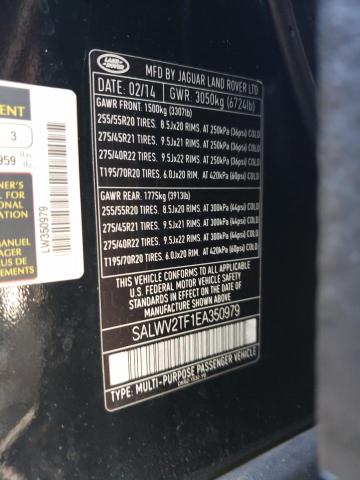 LAND ROVER
MFD BY JAGUAR LAND ROVER LTD
DATE: 02/14 GWR: 3050kg (6724lb)
GAWR FRONT: 1500kg (3307lb)
255/55R20 TIRES. 8.5Jx20 RIMS. AT 250kPa (36psi) COLD
275/45R21 TIRES. 9.5Jx21 RIMS. AT 250kPa (36psi) COLD
275/40R22 TIRES. 9.5Jx22 RIMS. AT 250kPa (36psi) COLD
T195/70R20 TIRES. 6.0Jx20 RIM. AT 420kPa (60psi) COLD
GAWR REAR: 1775kg (3913lb)
255/55R20 TIRES. 8.5Jx20 RIMS. AT 300kPa (44psi) COLD
275/45R21 TIRES. 9.5Jx21 RIMS. AT 300kPa (44psi) COLD
275/40R22 TIRES. 9.5Jx22 RIMS. AT 300kPa (44psi) COLD
T195/70R20 TIRES. 6.0Jx20 RIM. AT 420kPa (60psi) COLD
THIS VEHICLE CONFORMS TO ALL APPLICABLE
U.S. FEDERAL MOTOR VEHICLE SAFETY
AND THEFT PREVENTION STANDARDS IN EFFECT
ON THE DATE OF MANUFACTURE SHOWN ABOVE.
SALWV2TF1EA350979
TYPE: MULTI-PURPOSE PASSENGER VEHICLE
3
959
MANUEL
LW350979